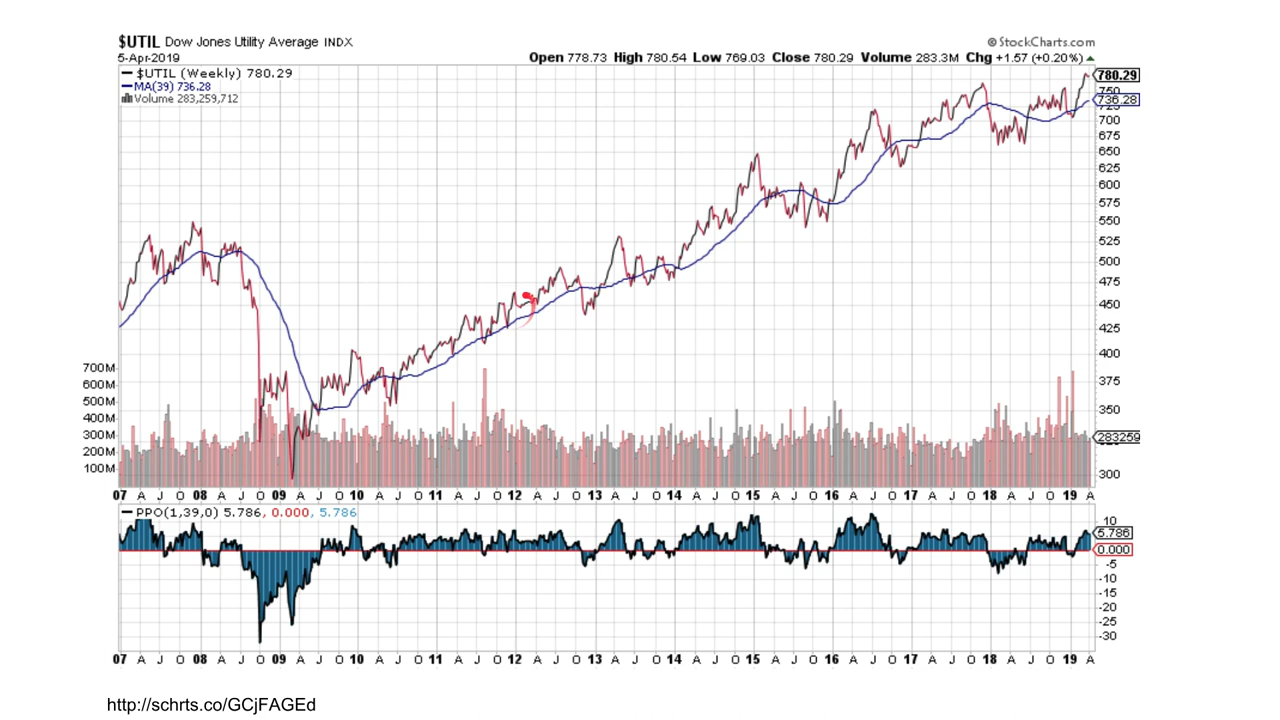 $UTIL Dow Jones Utility Average INDX
© StockCharts.com
5-Apr-2019
Open 778.73 High 780.54 Low 769.03 Close 780.29 Volume 283.3M Chg +1.57 (+0.20%)
$UTIL (Weekly) 780.29
MA(39) 736.28
Volume 283,259,712
780.29
750
736.28
700
675
650
625
600
575
550
525
500
475
450
425
400
375
350
283259
300
700M
600M
500M
400M
300M
200M
100M
07 A J O 08 A J O 09 A J O 10 A J O 11 A J O 12 A J O 13 A J O 14 A J O 15 A J O 16 A J O 17 A J O 18 A J O 19 A
PPO(1,39,0) 5.786, 0.000, 5.786
10
5.786
0.000
-5
-10
-15
-20
-25
-30
07 A J O 08 A J O 09 A J O 10 A J O 11 A J O 12 A J O 13 A J O 14 A J O 15 A J O 16 A J O 17 A J O 18 A J O 19 A
http://schrts.co/GCjFAGEd